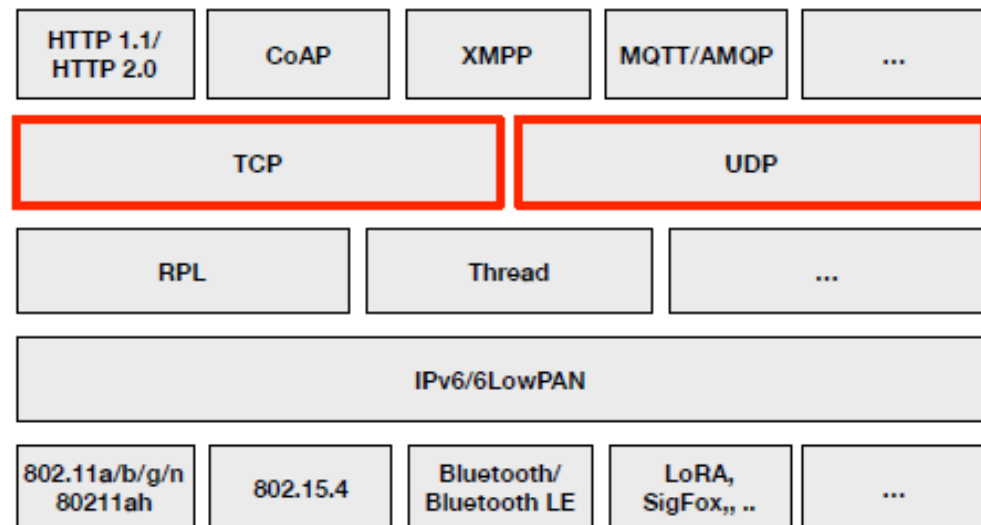 HTTP 1.1/
HTTP 2.0
CoAP
XMPP
MQTT/AMQP
...
TCP
UDP
RPL
Thread
...
IPv6/6LowPAN
802.11a/b/g/n
80211ah
802.15.4
Bluetooth/
Bluetooth LE
LoRA,
SigFox,, ..
...